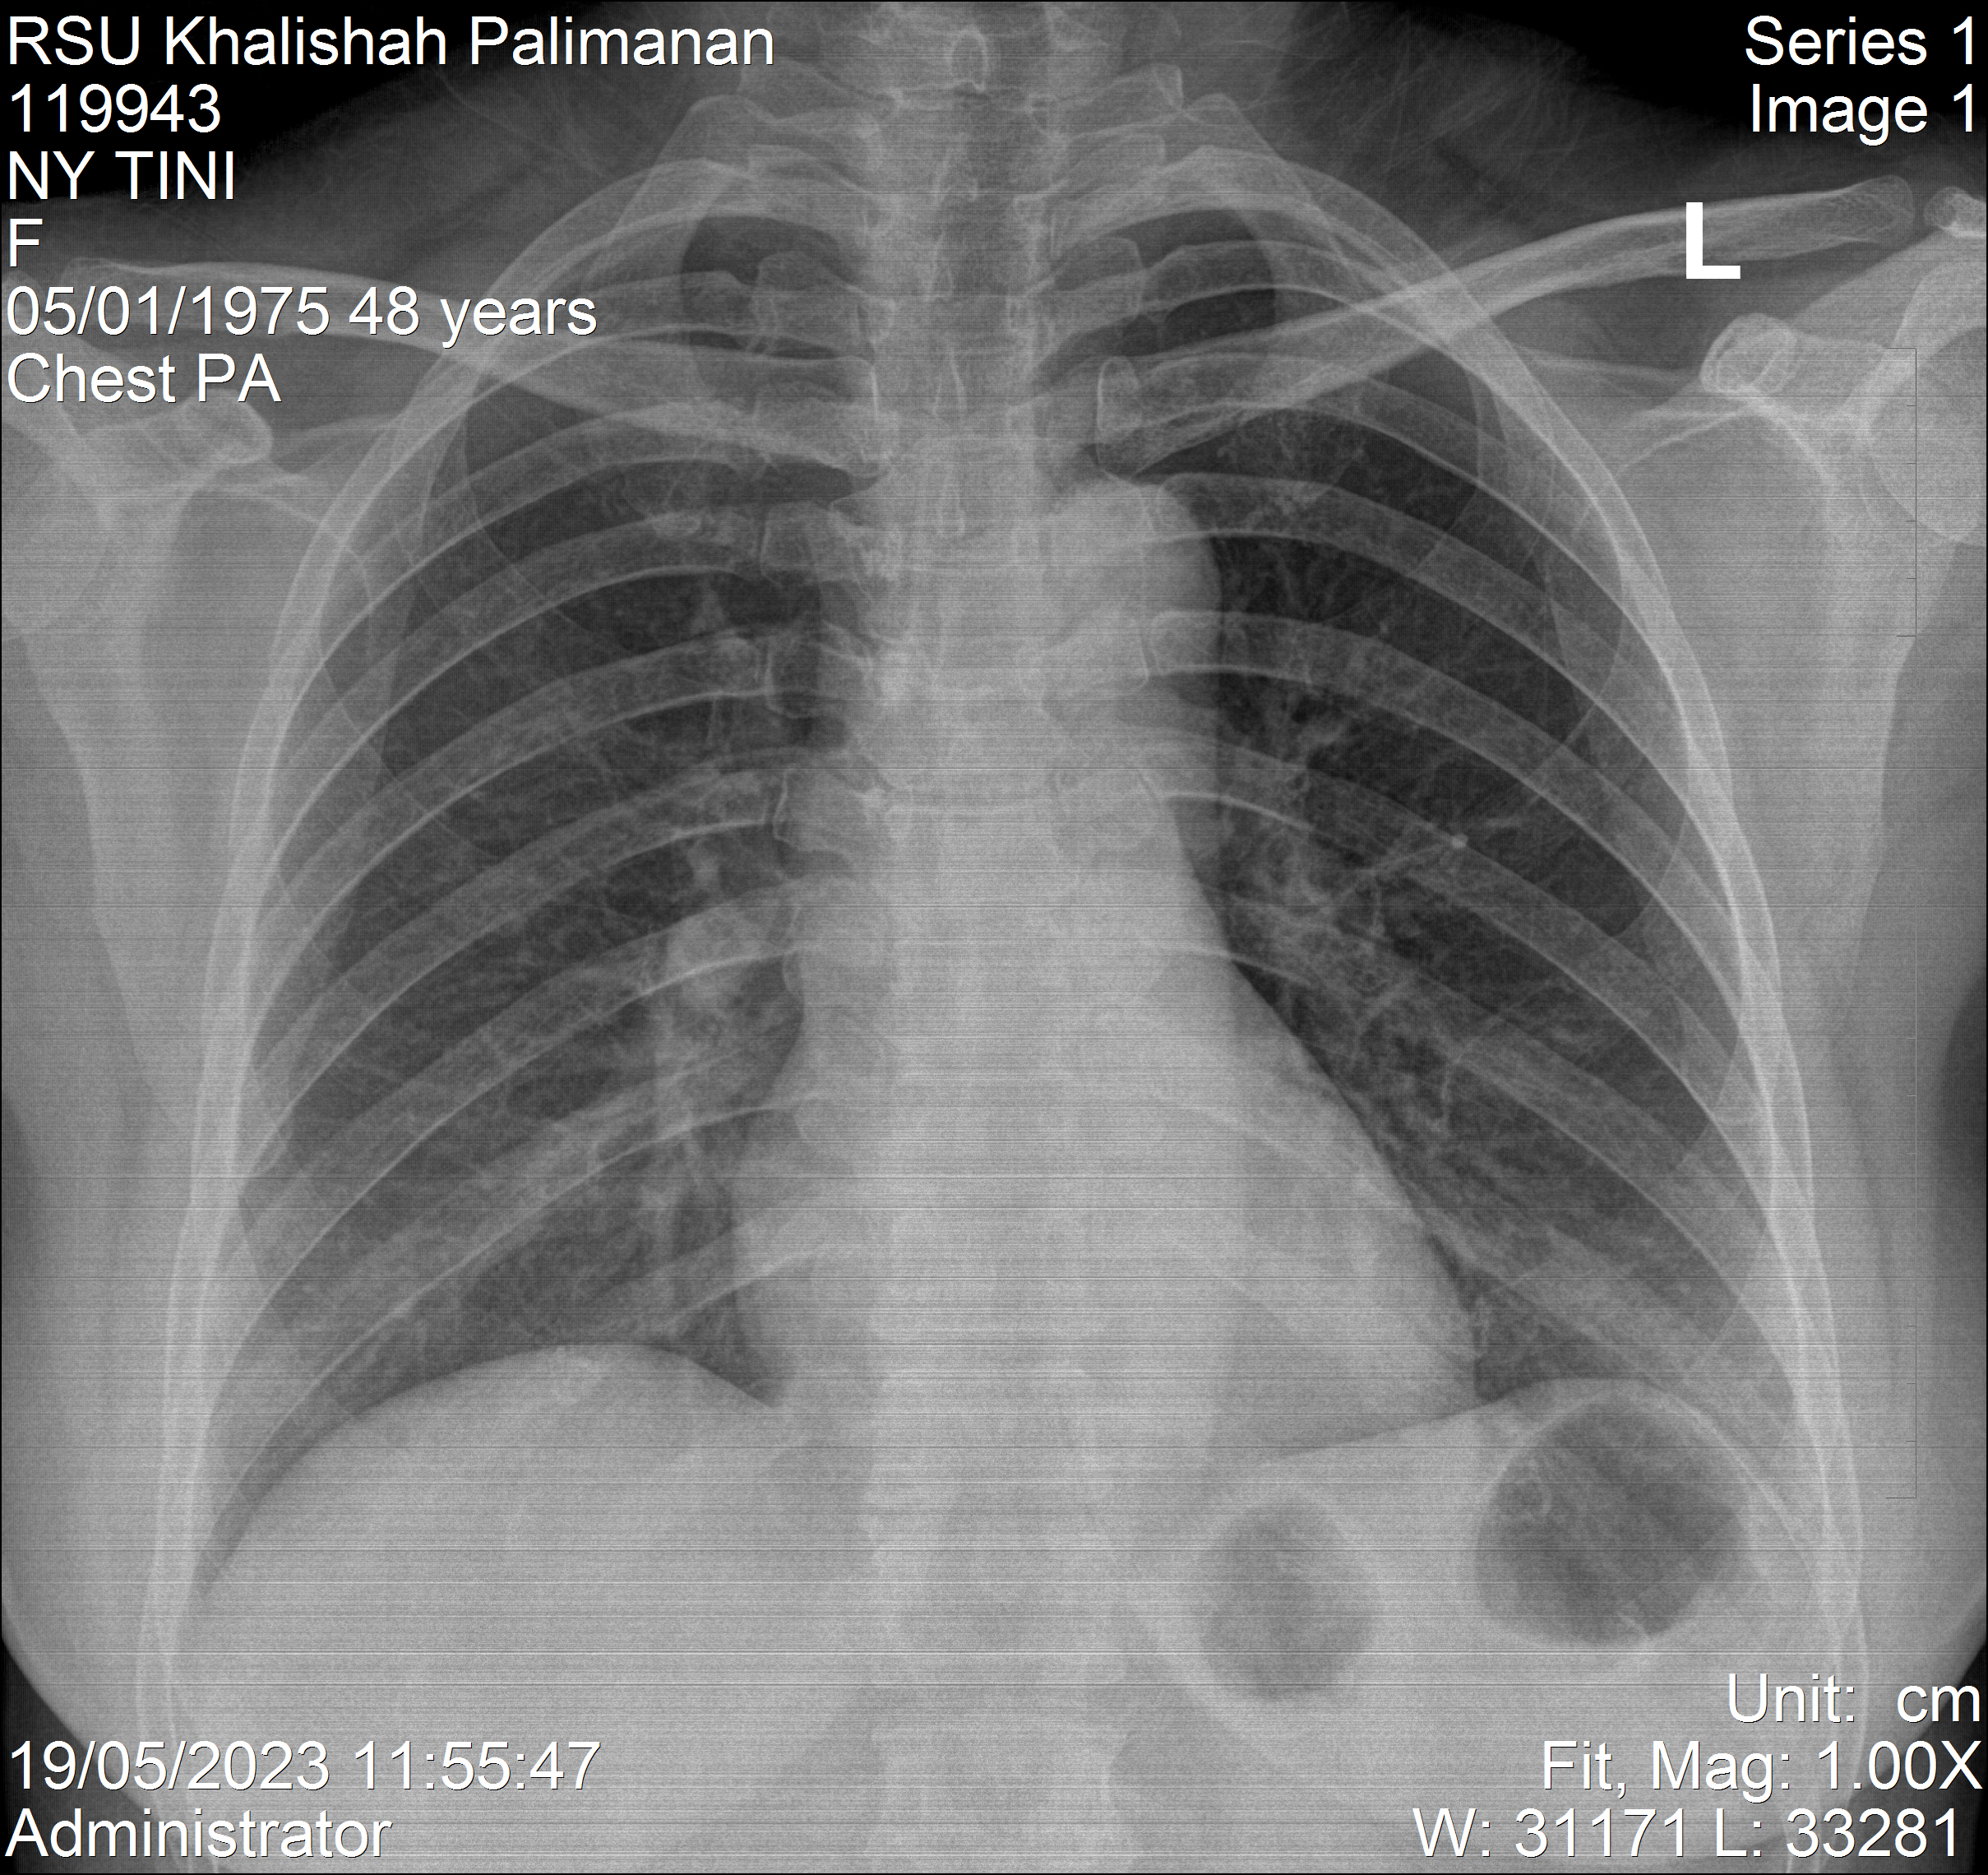 RSU Khalishah Palimanan
119943
NY TINI
F
05/01/1975 48 years
Chest PA
Series 1
Image 1
L
19/05/2023 11:55:47
Administrator
Unit: cm
Fit, Mag: 1.00X
W: 31171 L: 33281